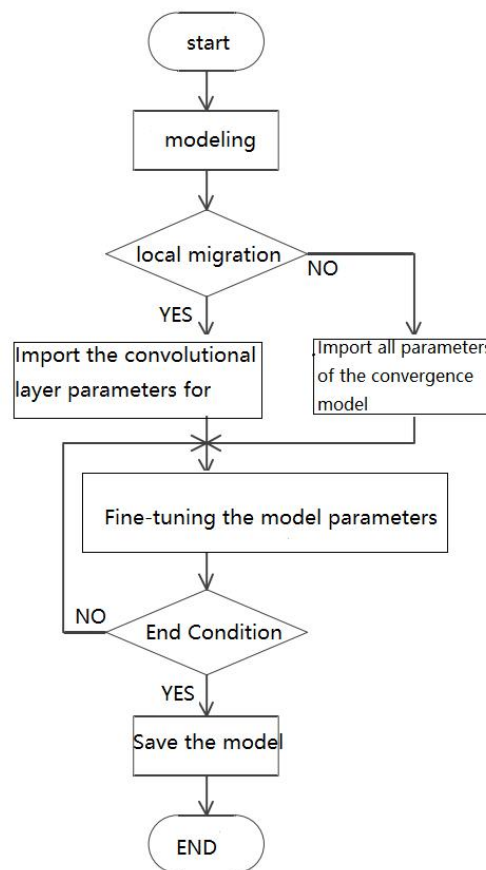 start
modeling
local migration
NO
YES
Import the convolutional
layer parameters for
Import all parameters
of the convergence
model
Fine-tuning the model parameters
NO
End Condition
YES
Save the model
END